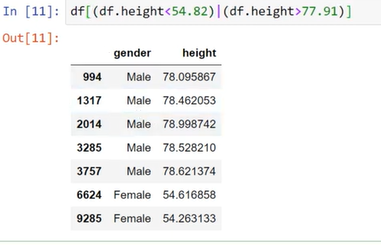 In [11]: df[(df.height<54.82)|(df.height>77.91)]
Out[11]:
gender height
994 Male 78.095867
1317 Male 78.462053
2014 Male 78.998742
3285 Male 78.528210
3757 Male 78.621374
6624 Female 54.616858
9285 Female 54.263133